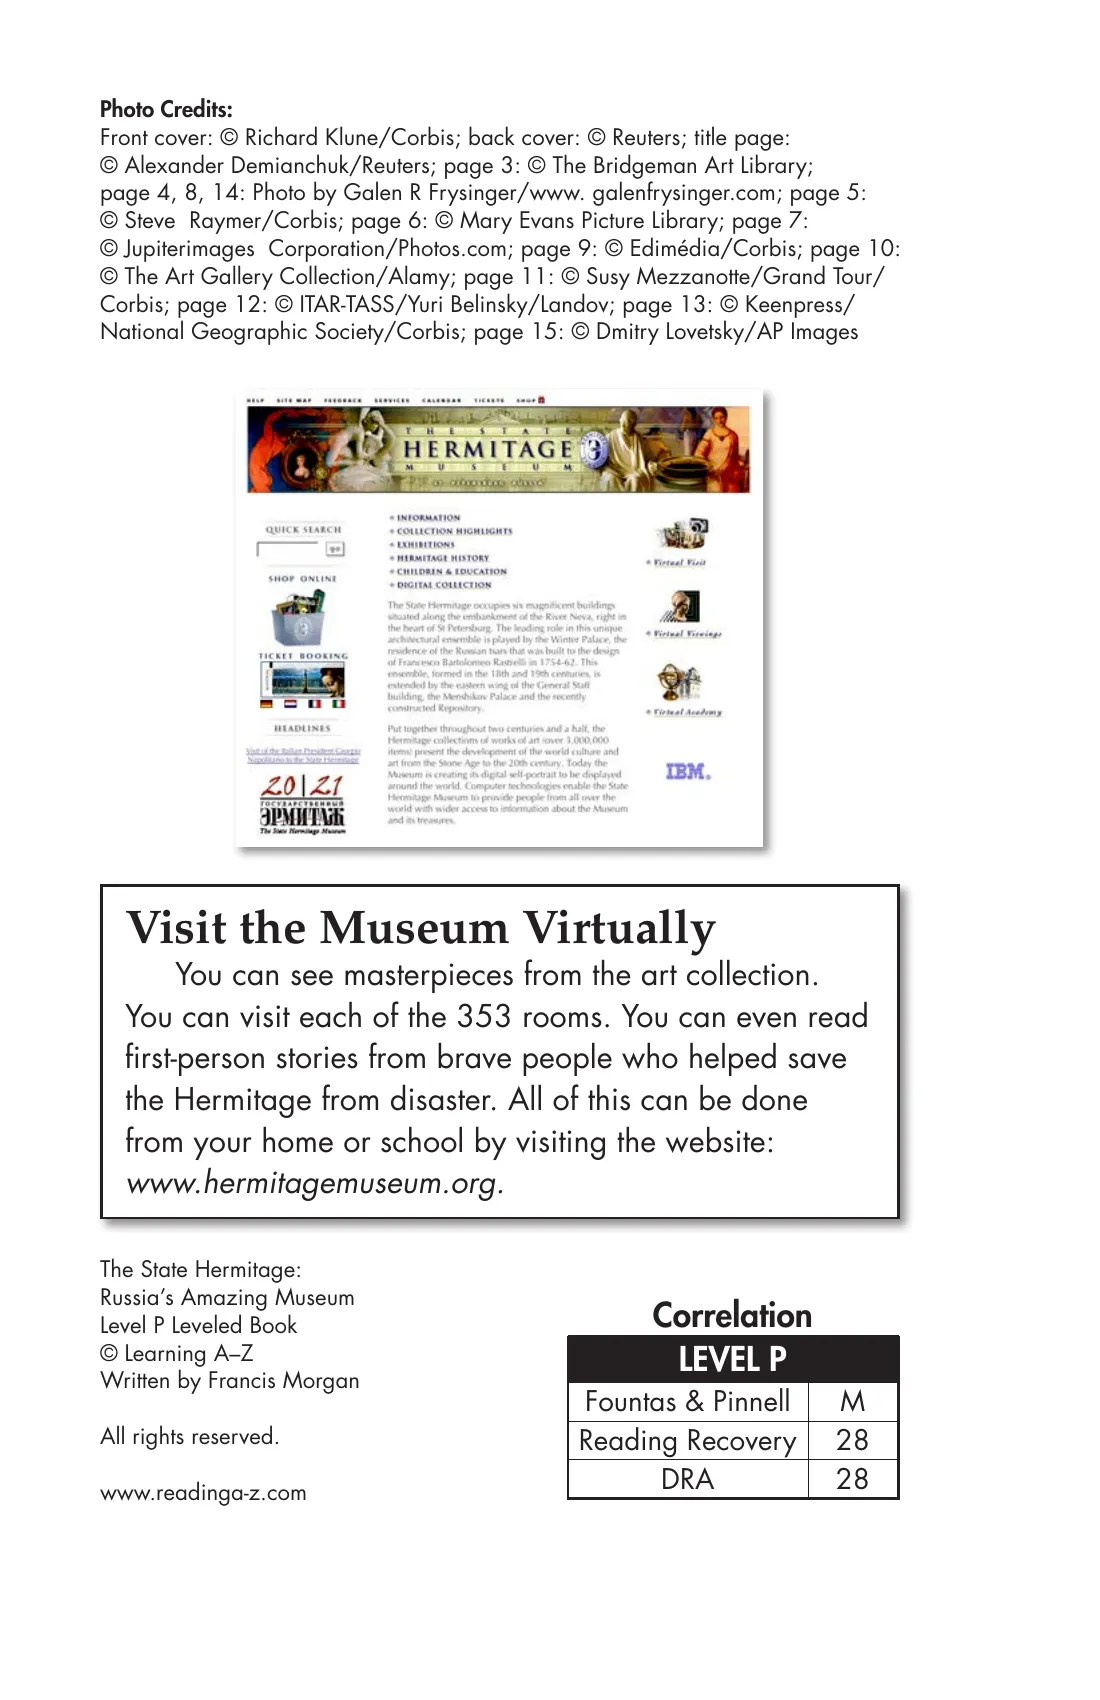 Photo Credits:
Front cover: © Richard Klune/Corbis; back cover: © Reuters; title page:
© Alexander Demianchuk/Reuters; page 3: © The Bridgeman Art Library;
page 4, 8, 14: Photo by Galen R Frysinger/www. galenfrysinger.com; page 5:
© Steve  Raymer/Corbis; page 6: © Mary Evans Picture Library; page 7:
© Jupiterimages  Corporation/Photos.com; page 9: © Edimédia/Corbis; page 10:
© The Art Gallery Collection/Alamy; page 11: © Susy Mezzanotte/Grand Tour/
Corbis; page 12: © ITAR-TASS/Yuri Belinsky/Landov; page 13: © Keenpress/
National Geographic Society/Corbis; page 15: © Dmitry Lovetsky/AP Images
HELP SITE MAP FEEDBACK SERVICES CALENDAR TICKETS SHOP
THE STATE
HERMITAGE
MUSEUM
ST PETERSBURG RUSSIA
QUICK SEARCH
go
SHOP ONLINE
TICKET BOOKING
HEADLINES
Visit of the Italian President Giorgio
Napolitano to the State Hermitage
20|21
ГОСУДАРСТВЕННЫЙ
ЭРМИТАЖ
The State Hermitage Museum
INFORMATION
COLLECTION HIGHLIGHTS
EXHIBITIONS
HERMITAGE HISTORY
CHILDREN & EDUCATION
DIGITAL COLLECTION
The State Hermitage occupies six magnificent buildings
situated along the embankment of the River Neva, right in
the heart of St Petersburg. The leading role in this unique
architectural ensemble is played by the Winter Palace, the
residence of the Russian tsars that was built to the design
of Francesco Bartolomeo Rastrelli in 1754-62. This
ensemble, formed in the 18th and 19th centuries, is
extended by the eastern wing of the General Staff
building, the Menshikov Palace and the recently
constructed Repository.
Put together throughout two centuries and a half, the
Hermitage collections of works of art (over 3,000,000
items) present the development of the world culture and
art from the Stone Age to the 20th century. Today the
Museum is creating its digital self-portrait to be displayed
around the world. Computer technologies enable the State
Hermitage Museum to provide people from all over the
world with wider access to information about the Museum
and its treasures.
Virtual Visit
Virtual Viewings
Virtual Academy
IBM®
Visit the Museum Virtually
You can see masterpieces from the art collection.
You can visit each of the 353 rooms. You can even read
first-person stories from brave people who helped save
the Hermitage from disaster. All of this can be done
from your home or school by visiting the website:
www.hermitagemuseum.org.
The State Hermitage:
Russia's Amazing Museum
Level P Leveled Book
© Learning A–Z
Written by Francis Morgan
All rights reserved.
www.readinga-z.com
Correlation
LEVEL P
Fountas & Pinnell M
Reading Recovery 28
DRA 28